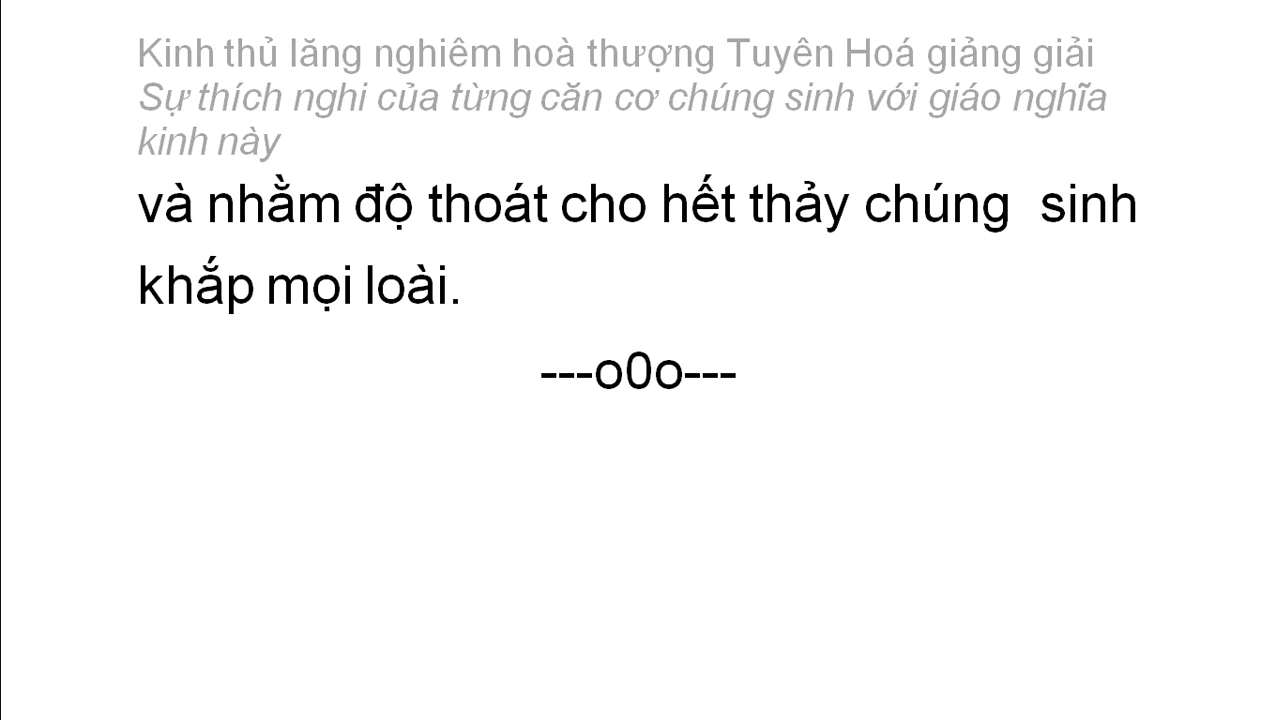 Kinh thủ lăng nghiêm hoà thượng Tuyên Hoá giảng giải
Sự thích nghi của từng căn cơ chúng sinh với giáo nghĩa
kinh này
và nhằm độ thoát cho hết thảy chúng sinh
khắp mọi loài.
---o0o---